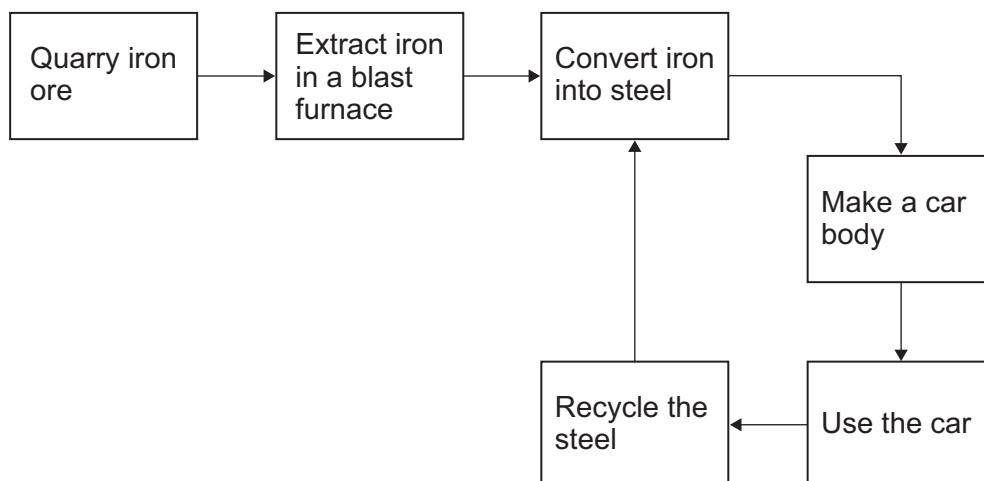 Quarry iron
ore
Extract iron
in a blast
furnace
Convert iron
into steel
Make a car
body
Use the car
Recycle the
steel